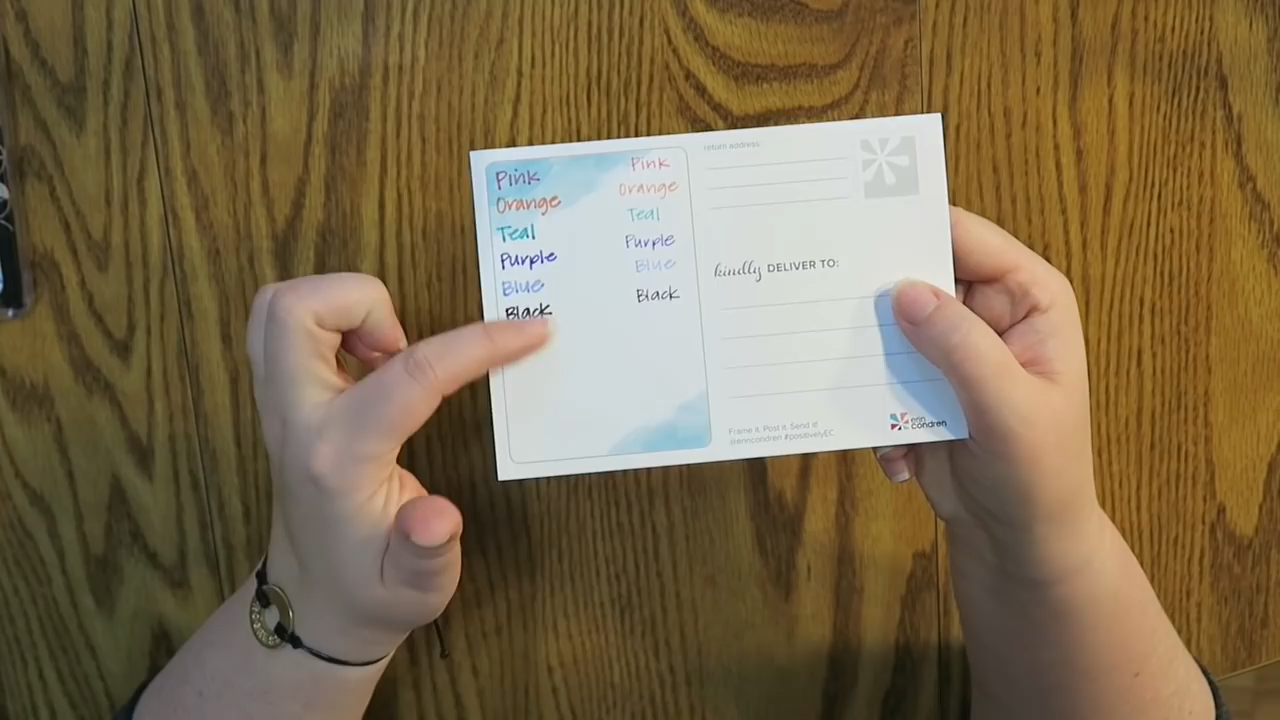 Pink
Orange
Teal
Purple
Blue
Black
Pink
Orange
Teal
Purple
Blue
Black
return address:
kindly DELIVER TO:
Frame it. Post it. Send it!
@erincondren #positivelyEC
erin
condren